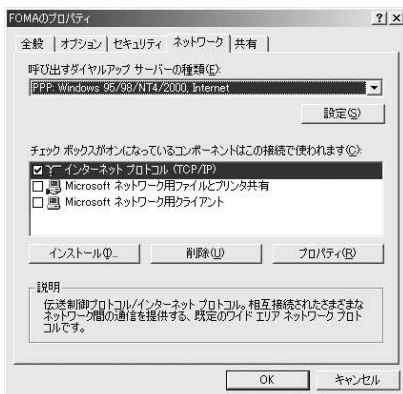 FOMAのプロパティ
全般 オプション セキュリティ ネットワーク 共有
呼び出すダイヤルアップ サーバーの種類(E):
PPP: Windows 95/98/NT4/2000, Internet
設定(S)
チェック ボックスがオンになっているコンポーネントはこの接続で使われます(C):
インターネット プロトコル (TCP/IP)
Microsoft ネットワーク用ファイルとプリンタ共有
Microsoft ネットワーク用クライアント
インストール(I)... 削除(U) プロパティ(R)
説明
伝送制御プロトコル/インターネット プロトコル。相互接続されたさまざまな
ネットワーク間の通信を提供する、既定のワイド エリア ネットワーク プロト
コルです。
OK キャンセル